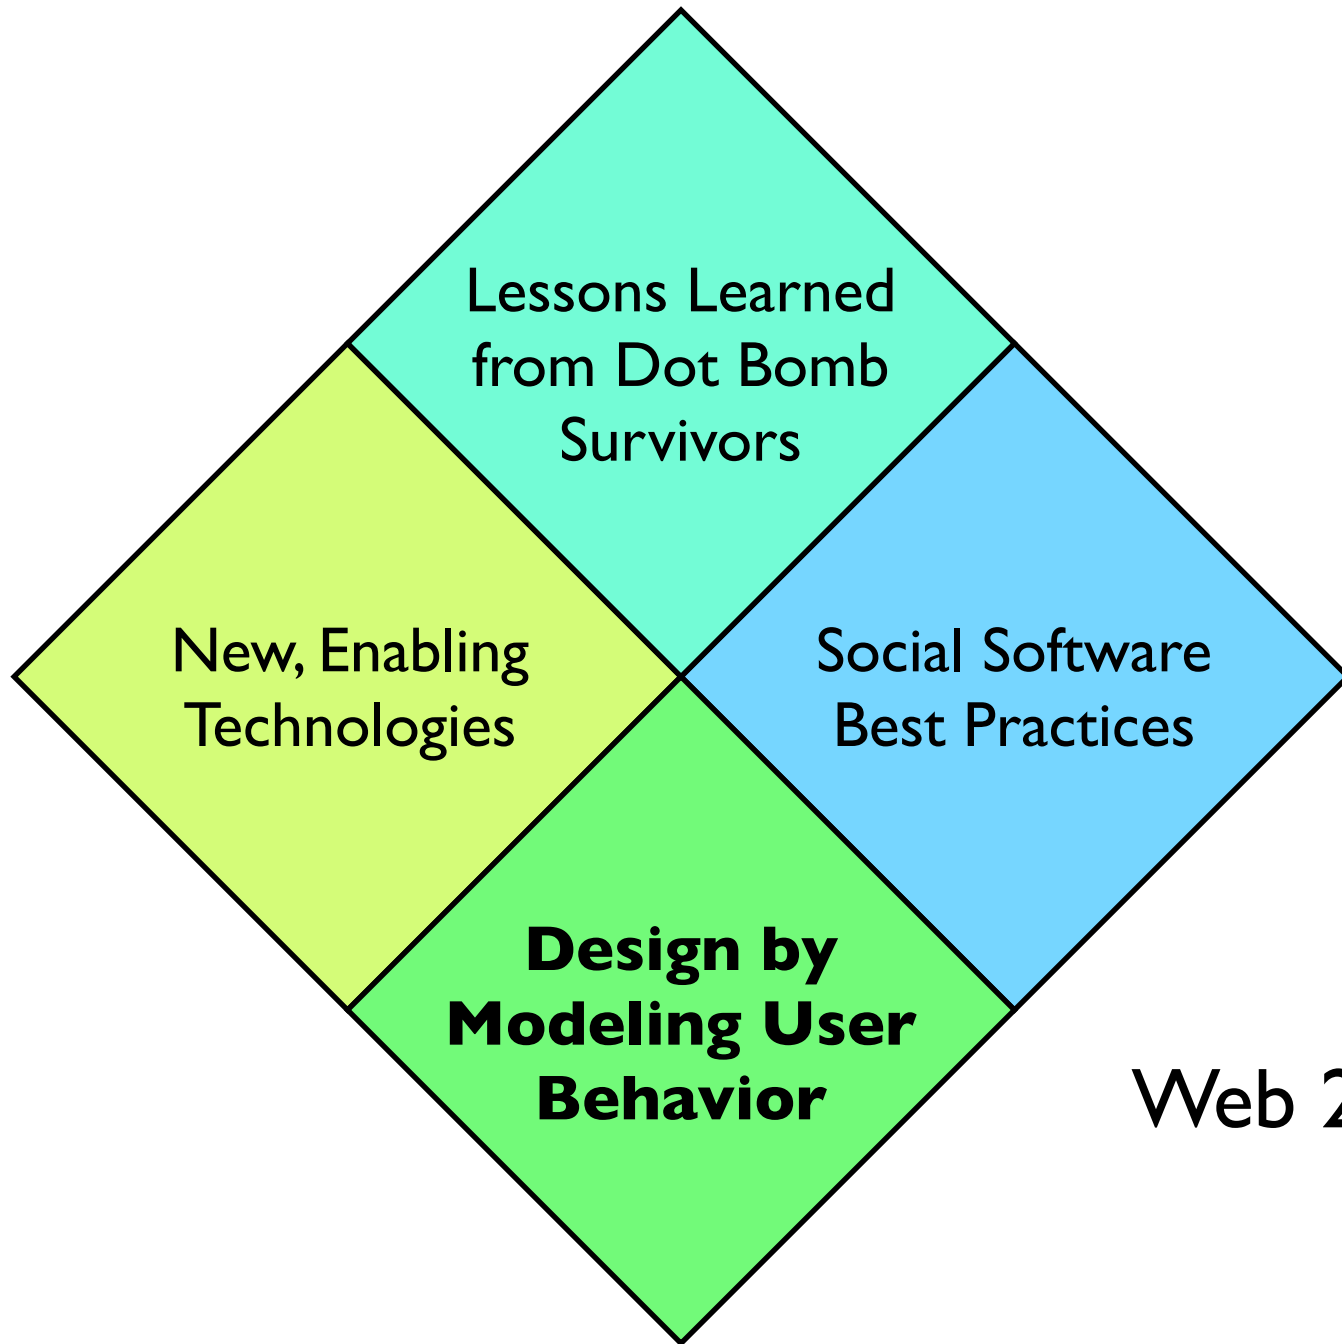 Lessons Learned
from Dot Bomb
Survivors
New, Enabling
Technologies
Social Software
Best Practices
Design by
Modeling User
Behavior
Web 2